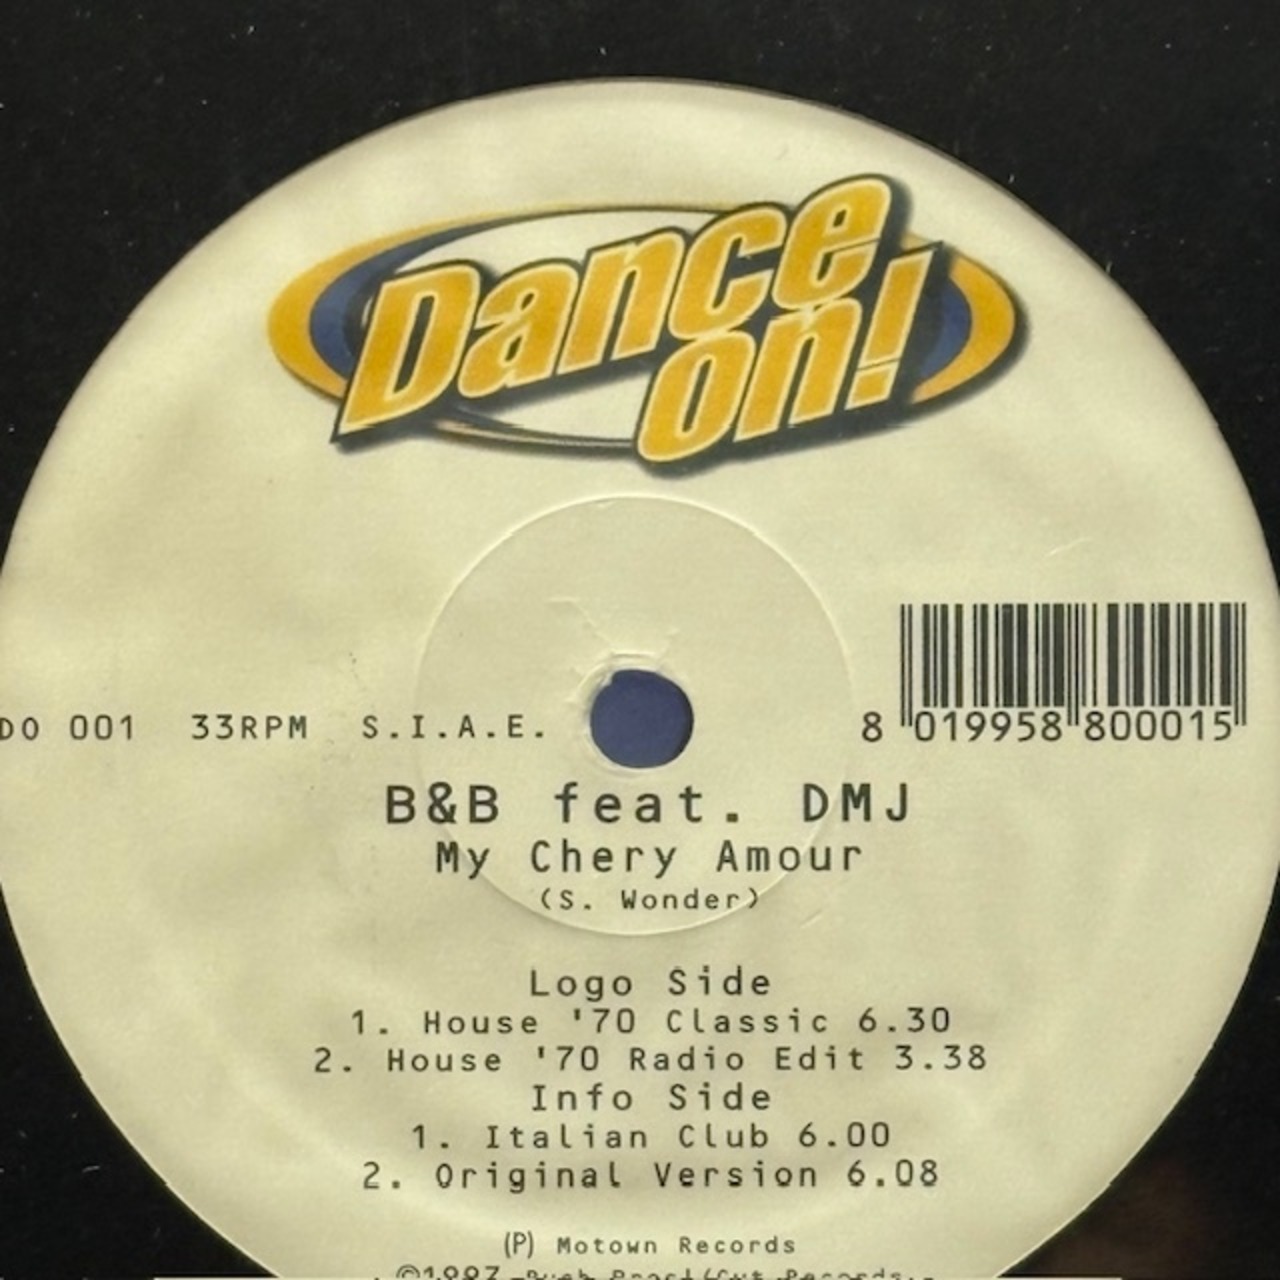 Dance
on!
DO 001 33RPM S.I.A.E.
8 019958 800015
B&B feat. DMJ
My Chery Amour
(S. Wonder)
Logo Side
1. House '70 Classic 6.30
2. House '70 Radio Edit 3.38
Info Side
1. Italian Club 6.00
2. Original Version 6.08
(P) Motown Records
©1997